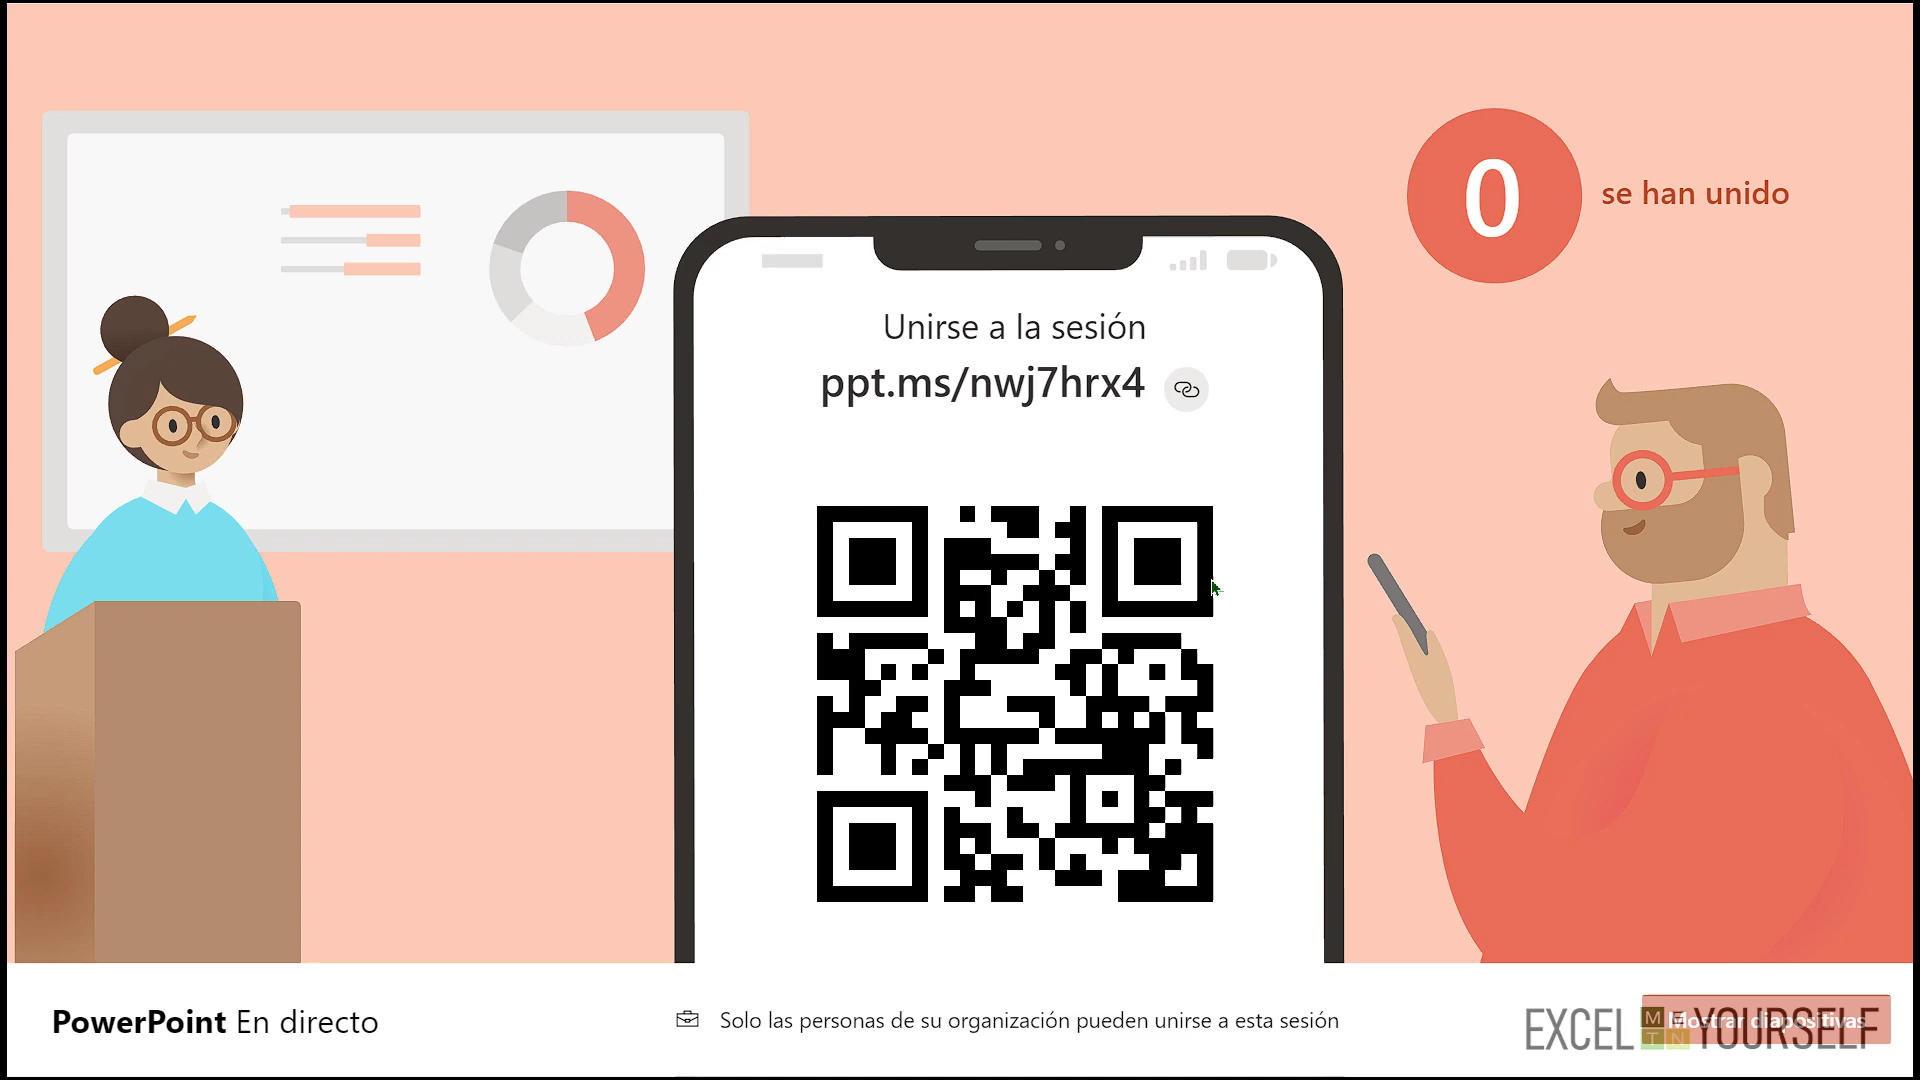 0 se han unido
Unirse a la sesión
ppt.ms/nwj7hrx4
PowerPoint En directo
Solo las personas de su organización pueden unirse a esta sesión
Mostrar diapositivas
EXCEL METN YOURSELF